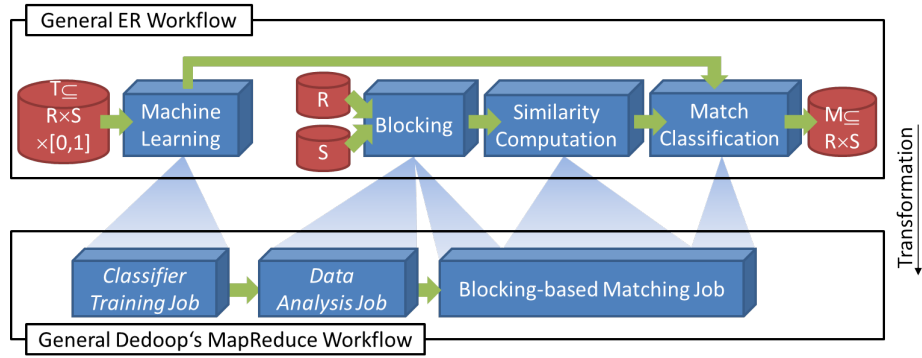 General ER Workflow
T⊆
R×S
×[0,1]
Machine
Learning
R
S
Blocking
Similarity
Computation
Match
Classification
M⊆
R×S
Transformation
Classifier
Training Job
Data
Analysis Job
Blocking-based Matching Job
General Dedoop‘s MapReduce Workflow